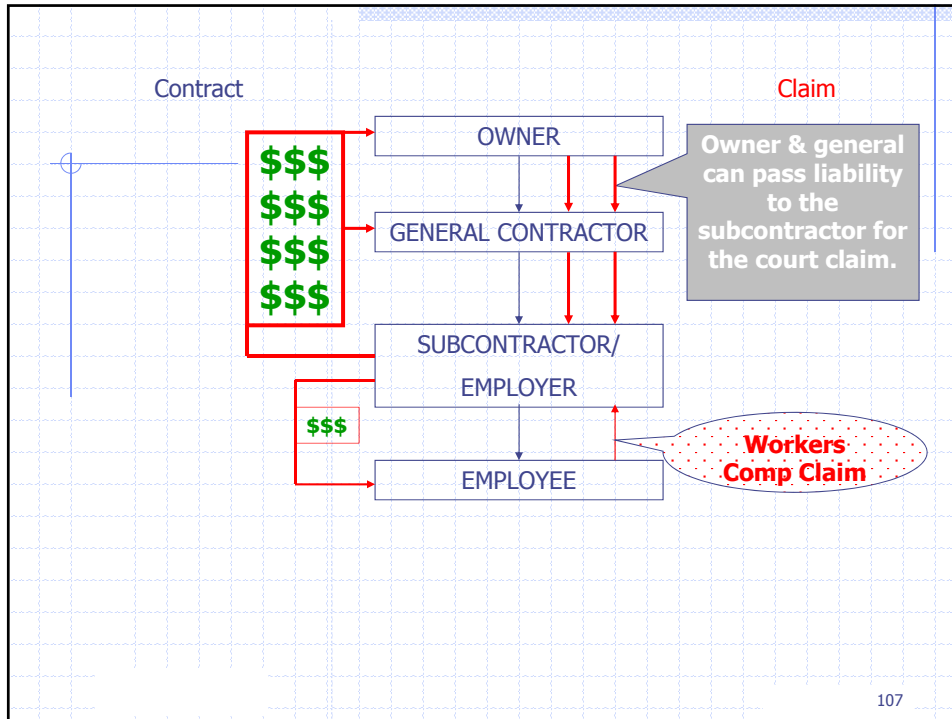 Contract
Claim
OWNER
$$$
$$$
$$$
$$$
Owner & general
can pass liability
to the
subcontractor for
the court claim.
GENERAL CONTRACTOR
SUBCONTRACTOR/
EMPLOYER
$$$
Workers
Comp Claim
EMPLOYEE
107